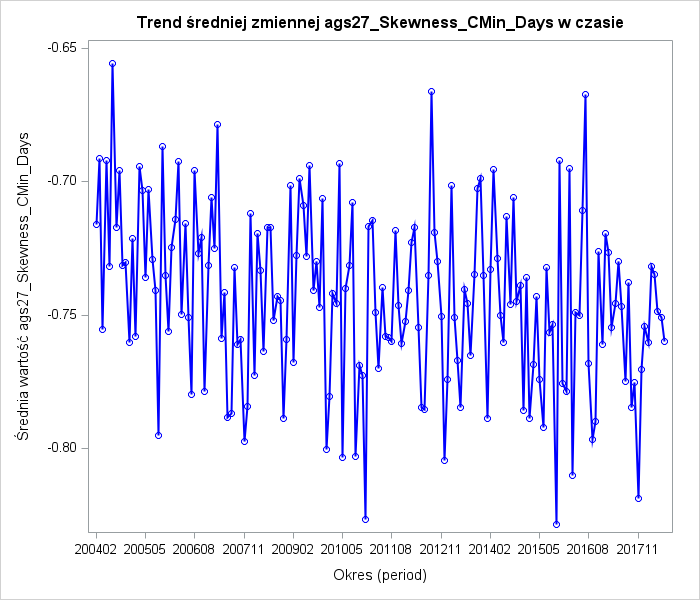 Trend średniej zmiennej ags27_Skewness_CMin_Days w czasie
Średnia wartość ags27_Skewness_CMin_Days
-0.65
-0.70
-0.75
-0.80
200402 200505 200608 200711 200902 201005 201108 201211 201402 201505 201608 201711
Okres (period)